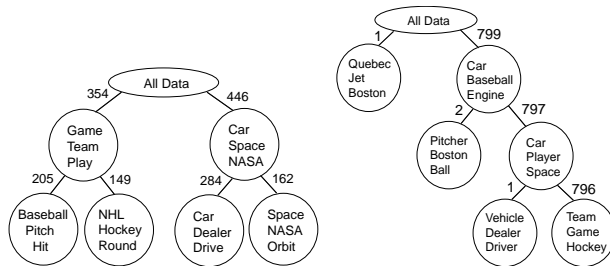 All Data
354
446
Game
Team
Play
Car
Space
NASA
205
149
284
162
Baseball
Pitch
Hit
NHL
Hockey
Round
Car
Dealer
Drive
Space
NASA
Orbit
All Data
1
799
Quebec
Jet
Boston
Car
Baseball
Engine
2
797
Pitcher
Boston
Ball
Car
Player
Space
1
796
Vehicle
Dealer
Driver
Team
Game
Hockey